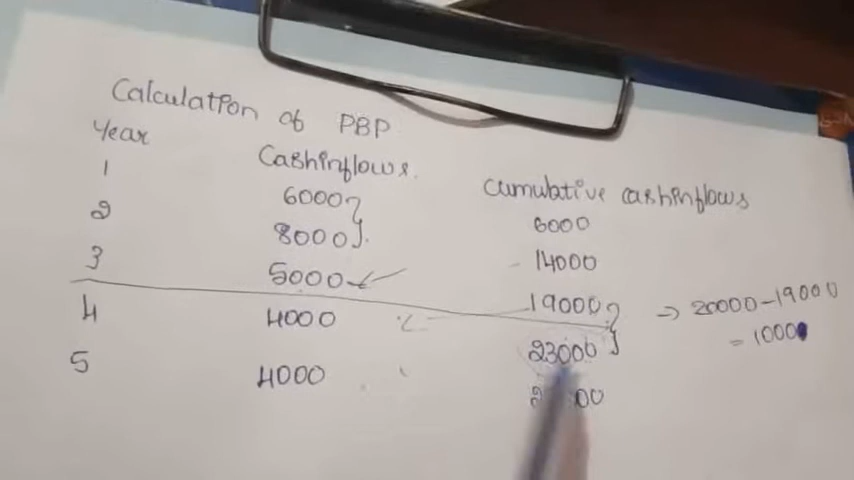 Calculation of PBP
Year Cashinflows. Cumulative cashinflows
1 6000 6000
2 8000 14000
3 5000 19000 → 20000-19000
= 1000
4 4000 23000
5 4000